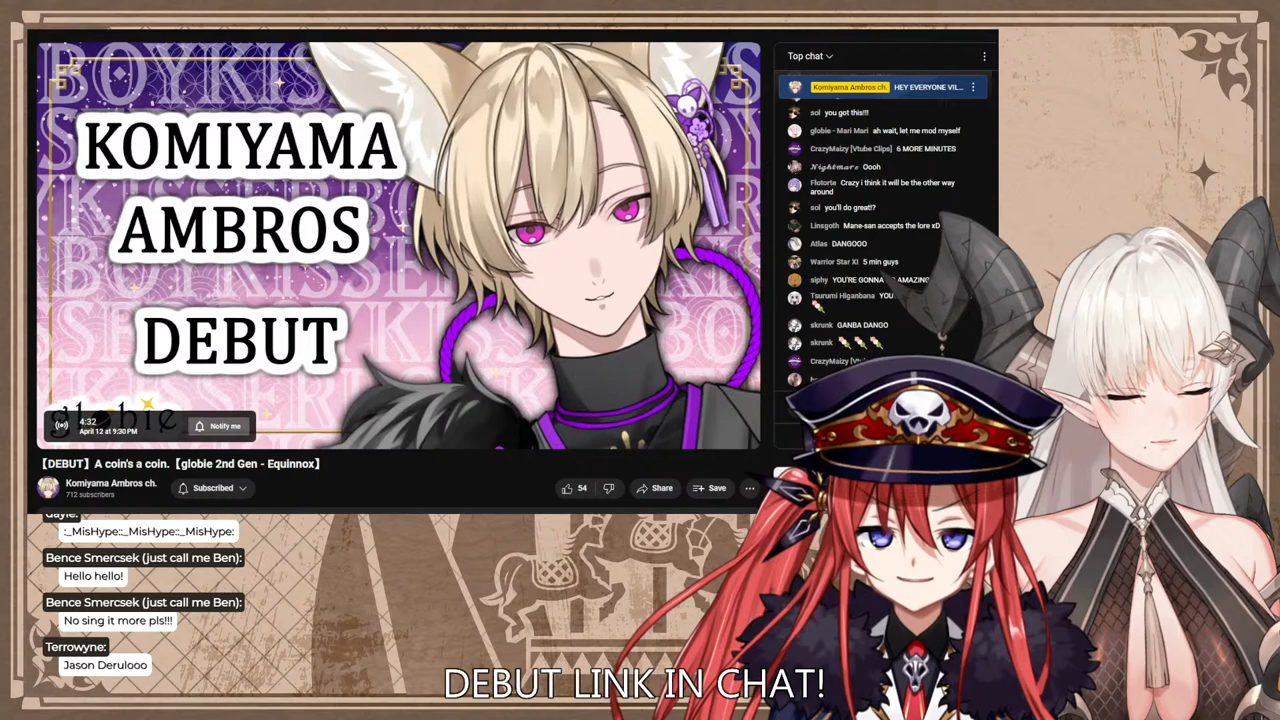 KOMIYAMA
AMBROS
DEBUT
globie
4:32
April 12 at 9:30 PM
Notify me
【DEBUT】A coin's a coin.【globie 2nd Gen - Equinnox】
Komiyama Ambros ch.
712 subscribers
Subscribed
54
Share
Save
Top chat
Komiyama Ambros ch. HEY EVERYONE VIL...
sol you got this!!!
globie - Mari Mari ah wait, let me mod myself
CrazyMaizy [Vtube Clips] 6 MORE MINUTES
𝓝𝓲𝓰𝓱𝓽𝓶𝓪𝓻𝓮 Oooh
Flotorte Crazy i think it will be the other way
around
sol you'll do great!?
Linsgoth Mane-san accepts the lore xD
Atlas DANGOOO
Warrior Star XI 5 min guys
siphy YOU'RE GONNA AMAZING
Tsurumi Higanbana YOU
skrunk GANBA DANGO
skrunk
CrazyMaizy [Vtu
gayle:
:_MisHype::_MisHype::_MisHype:
Bence Smercsek (just call me Ben):
Hello hello!
Bence Smercsek (just call me Ben):
No sing it more pls!!!
Terrowyne:
Jason Derulooo
DEBUT LINK IN CHAT!